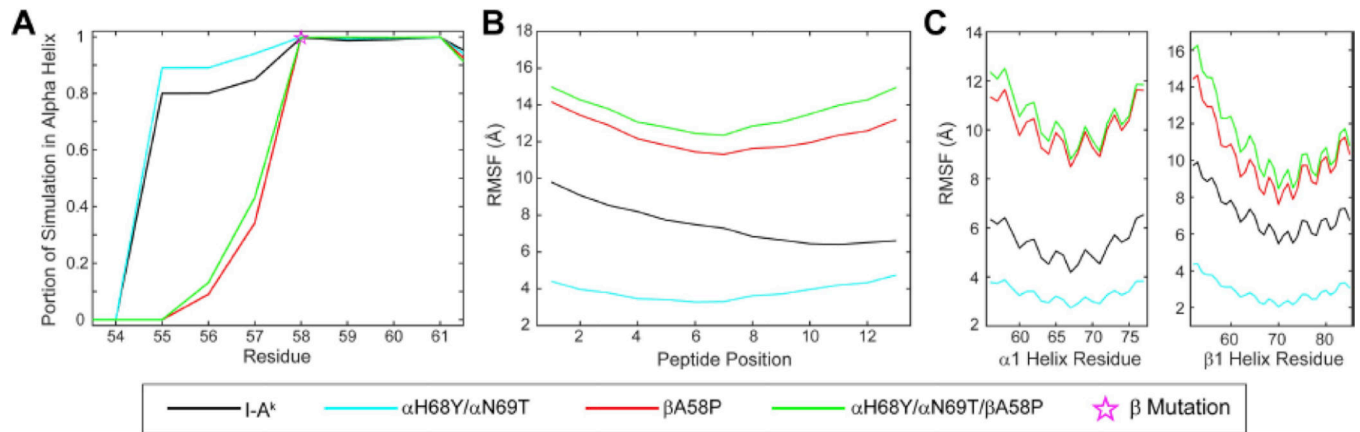 A
Portion of Simulation in Alpha Helix
1
0.8
0.6
0.4
0.2
0
54 55 56 57 58 59 60 61
Residue
B
RMSF (Å)
18
16
14
12
10
8
6
4
2
2 4 6 8 10 12
Peptide Position
C
RMSF (Å)
14
12
10
8
6
4
2
60 65 70 75
α1 Helix Residue
16
14
12
10
8
6
4
2
60 70 80
β1 Helix Residue
I-Aᵏ αH68Y/αN69T βA58P αH68Y/αN69T/βA58P β Mutation